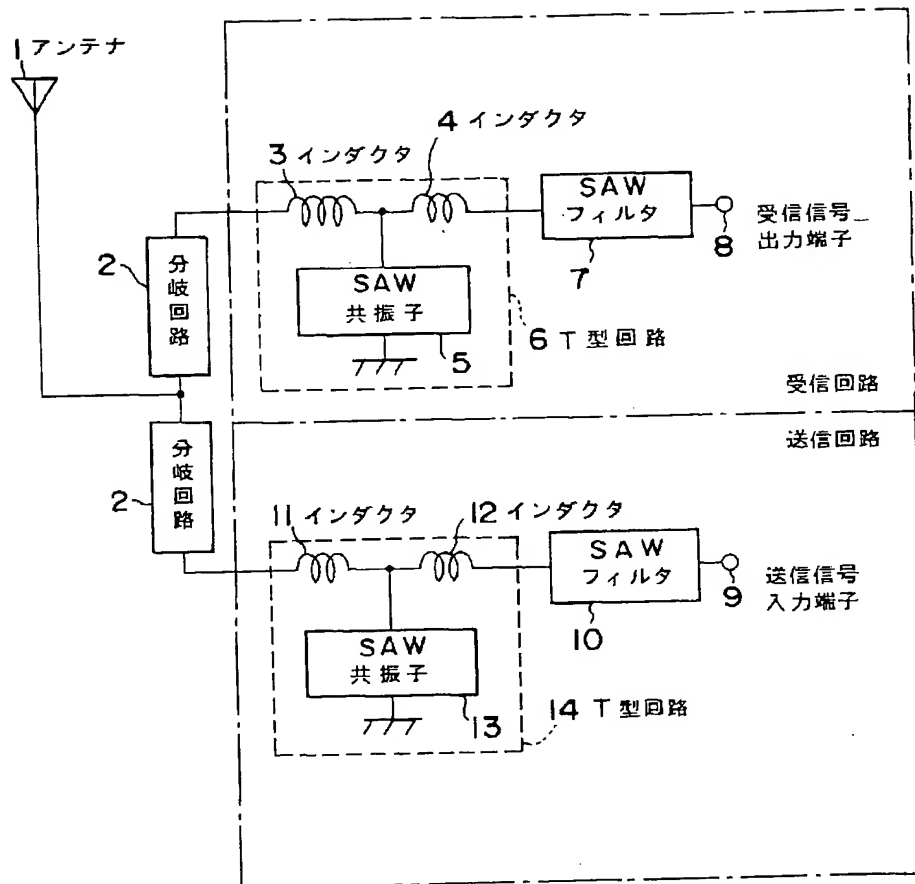 1 アンテナ
3 インダクタ
4 インダクタ
SAW
フィルタ
7
8
受信信号
出力端子
2
分岐回路
SAW
共振子
5
6 T型回路
受信回路
送信回路
2
分岐回路
11 インダクタ
12 インダクタ
SAW
フィルタ
10
9
送信信号
入力端子
SAW
共振子
13
14 T型回路